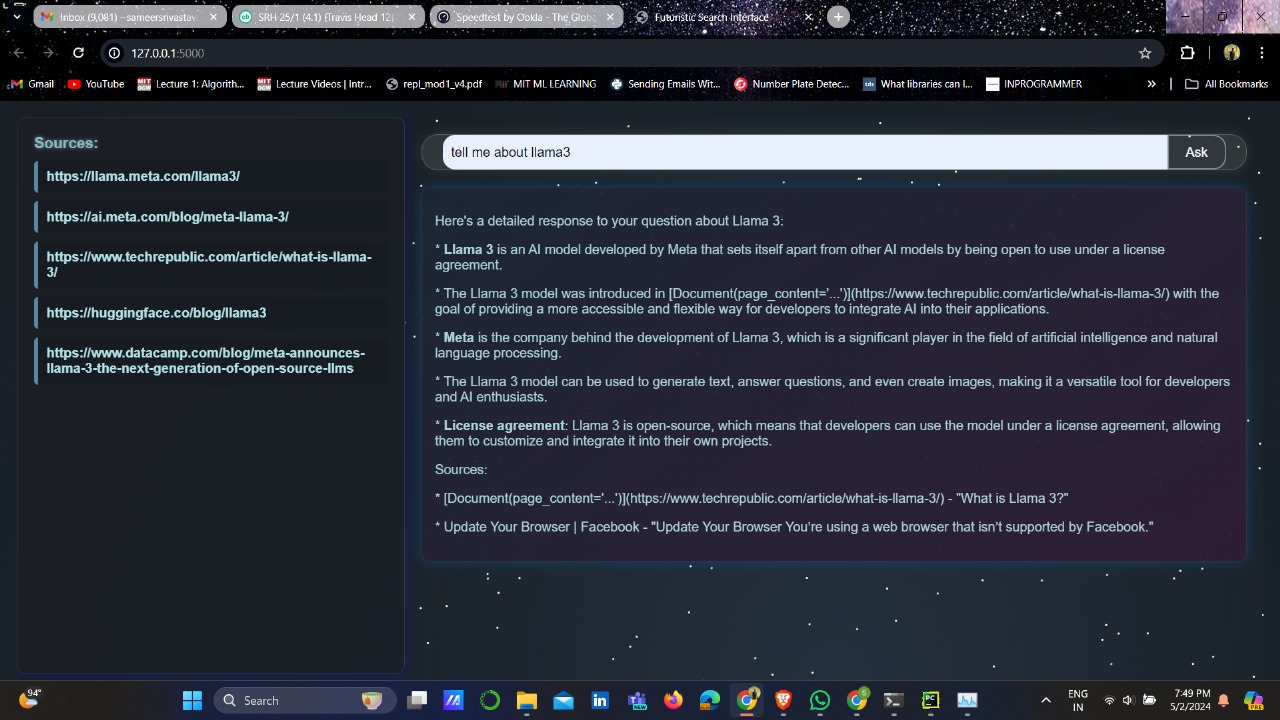 Inbox (9,081) - sameersrivastav
SRH 25/1 (4.1) (Travis Head 12(
Speedtest by Ookla - The Globa
Futuristic Search Interface
127.0.0.1:5000
Gmail
YouTube
Lecture 1: Algorith...
Lecture Videos | Intr...
repl_mod1_v4.pdf
MIT ML LEARNING
Sending Emails Wit...
Number Plate Detec...
What libraries can I...
INPROGRAMMER
All Bookmarks
Sources:
https://llama.meta.com/llama3/
https://ai.meta.com/blog/meta-llama-3/
https://www.techrepublic.com/article/what-is-llama-
3/
https://huggingface.co/blog/llama3
https://www.datacamp.com/blog/meta-announces-
llama-3-the-next-generation-of-open-source-llms
tell me about llama3
Ask
Here's a detailed response to your question about Llama 3:
* Llama 3 is an AI model developed by Meta that sets itself apart from other AI models by being open to use under a license
agreement.
* The Llama 3 model was introduced in [Document(page_content='...')](https://www.techrepublic.com/article/what-is-llama-3/) with the
goal of providing a more accessible and flexible way for developers to integrate AI into their applications.
* Meta is the company behind the development of Llama 3, which is a significant player in the field of artificial intelligence and natural
language processing.
* The Llama 3 model can be used to generate text, answer questions, and even create images, making it a versatile tool for developers
and AI enthusiasts.
* License agreement: Llama 3 is open-source, which means that developers can use the model under a license agreement, allowing
them to customize and integrate it into their own projects.
Sources:
* [Document(page_content='...')](https://www.techrepublic.com/article/what-is-llama-3/) - "What is Llama 3?"
* Update Your Browser | Facebook - "Update Your Browser You're using a web browser that isn't supported by Facebook."
94°
Search
ENG
IN
7:49 PM
5/2/2024